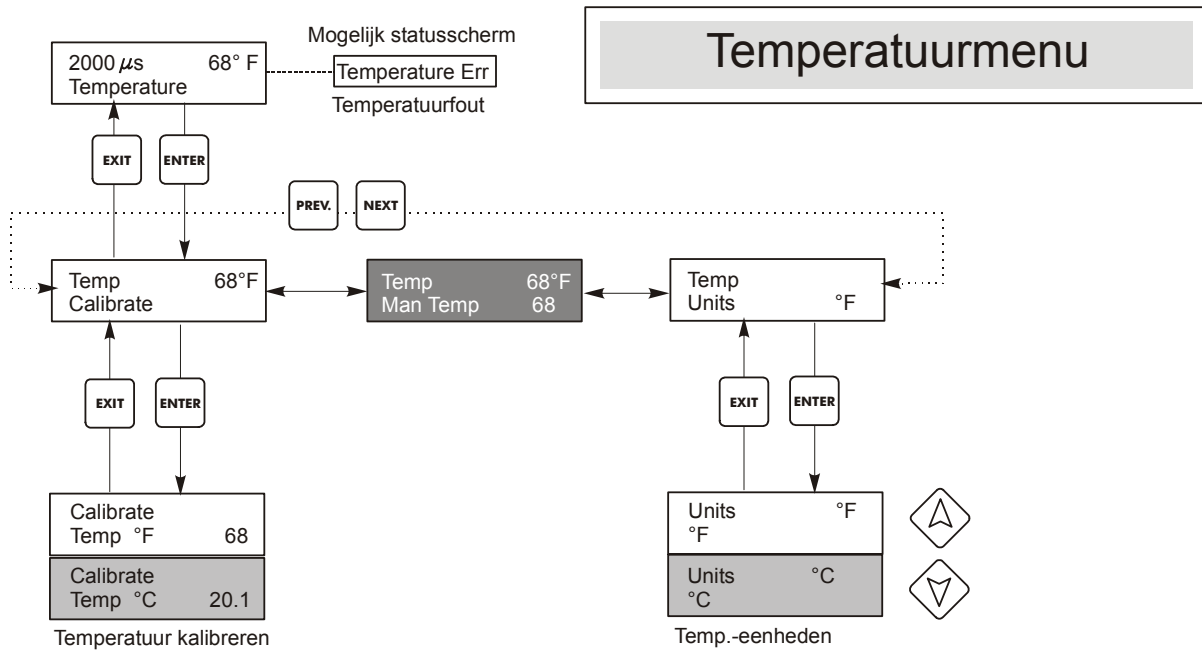 Temperatuurmenu
Mogelijk statusscherm
2000 μs 68° F
Temperature
Temperature Err
Temperatuurfout
EXIT ENTER
PREV. NEXT
Temp 68°F
Calibrate
Temp 68°F
Man Temp 68
Temp
Units °F
EXIT ENTER
EXIT ENTER
Calibrate
Temp °F 68
Calibrate
Temp °C 20.1
Temperatuur kalibreren
Units °F
°F
Units °C
°C
Temp.-eenheden